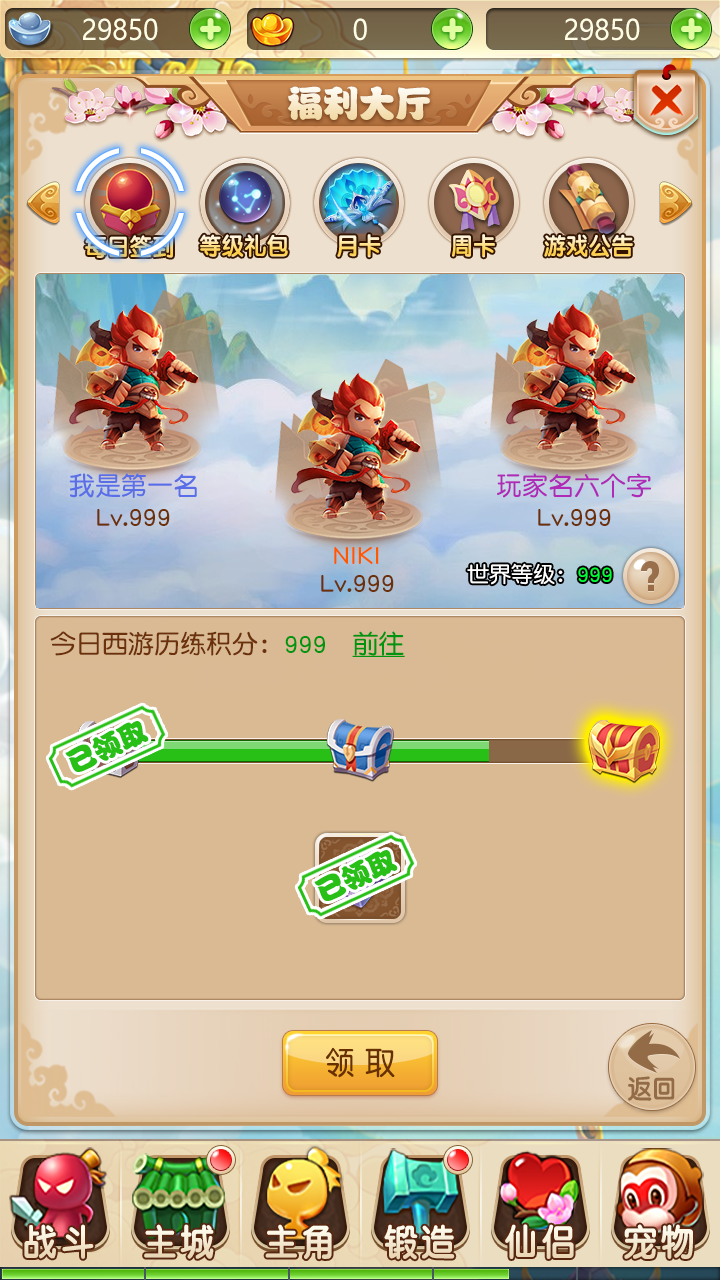 29850
0
29850
福利大厅
每日签到
等级礼包
月卡
周卡
游戏公告
我是第一名
Lv.999
玩家名六个字
Lv.999
NIKI
Lv.999
世界等级：999
?
今日西游历练积分：999 前往
已领取
已领取
领取
返回
战斗
主城
主角
锻造
仙侣
宠物